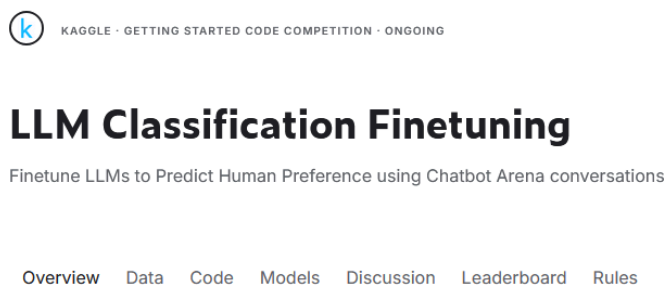 k
KAGGLE · GETTING STARTED CODE COMPETITION · ONGOING
LLM Classification Finetuning
Finetune LLMs to Predict Human Preference using Chatbot Arena conversations
Overview Data Code Models Discussion Leaderboard Rules